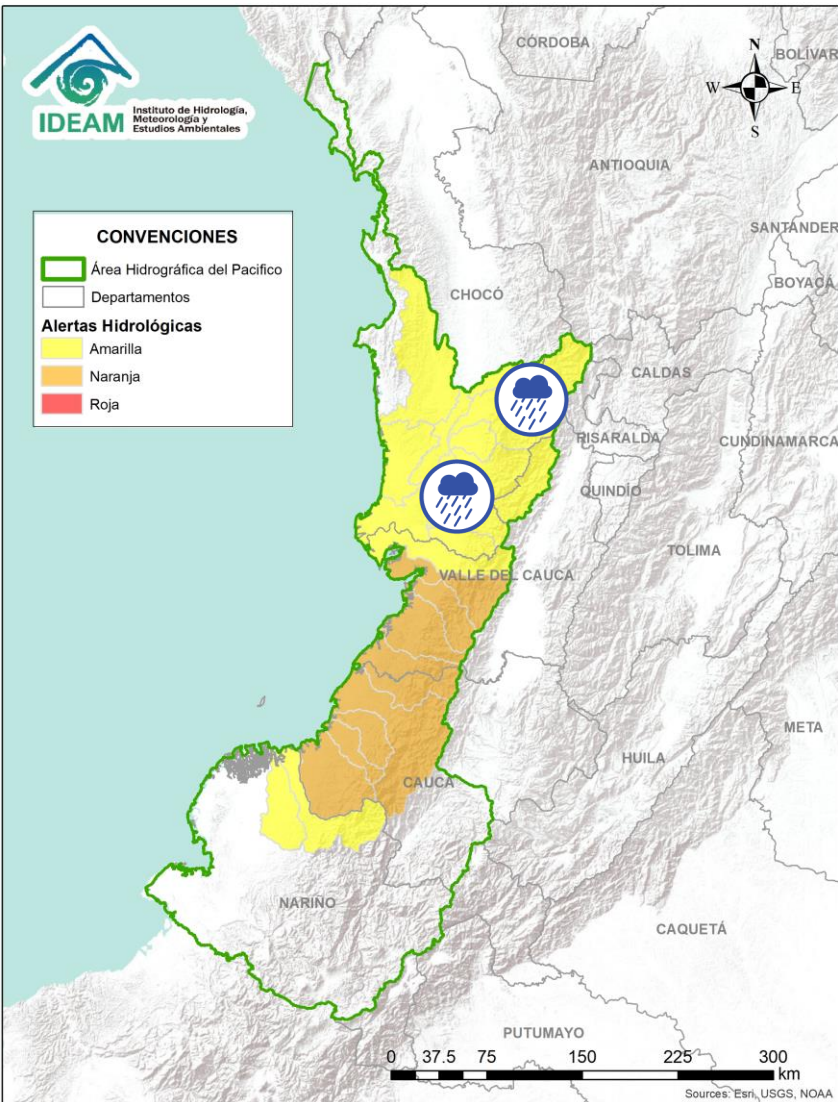 IDEAM
Instituto de Hidrología,
Meteorología y
Estudios Ambientales
N
W
E
S
CONVENCIONES
Área Hidrográfica del Pacifico
Departamentos
Alertas Hidrológicas
Amarilla
Naranja
Roja
CÓRDOBA
BOLÍVAR
ANTIOQUIA
SANTANDER
BOYACÁ
CHOCÓ
CALDAS
RISARALDA
CUNDINAMARCA
QUINDÍO
TOLIMA
VALLE DEL CAUCA
META
HUILA
CAUCA
NARIÑO
CAQUETÁ
PUTUMAYO
0 37.5 75 150 225 300
km
Sources: Esri, USGS, NOAA